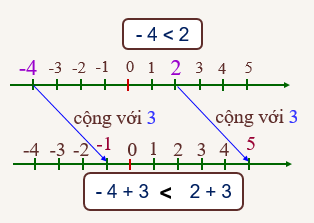 - 4 < 2
-4 -3 -2 -1 0 1 2 3 4 5
cộng với 3 cộng với 3
-4 -3 -2 -1 0 1 2 3 4 5
- 4 + 3 < 2 + 3